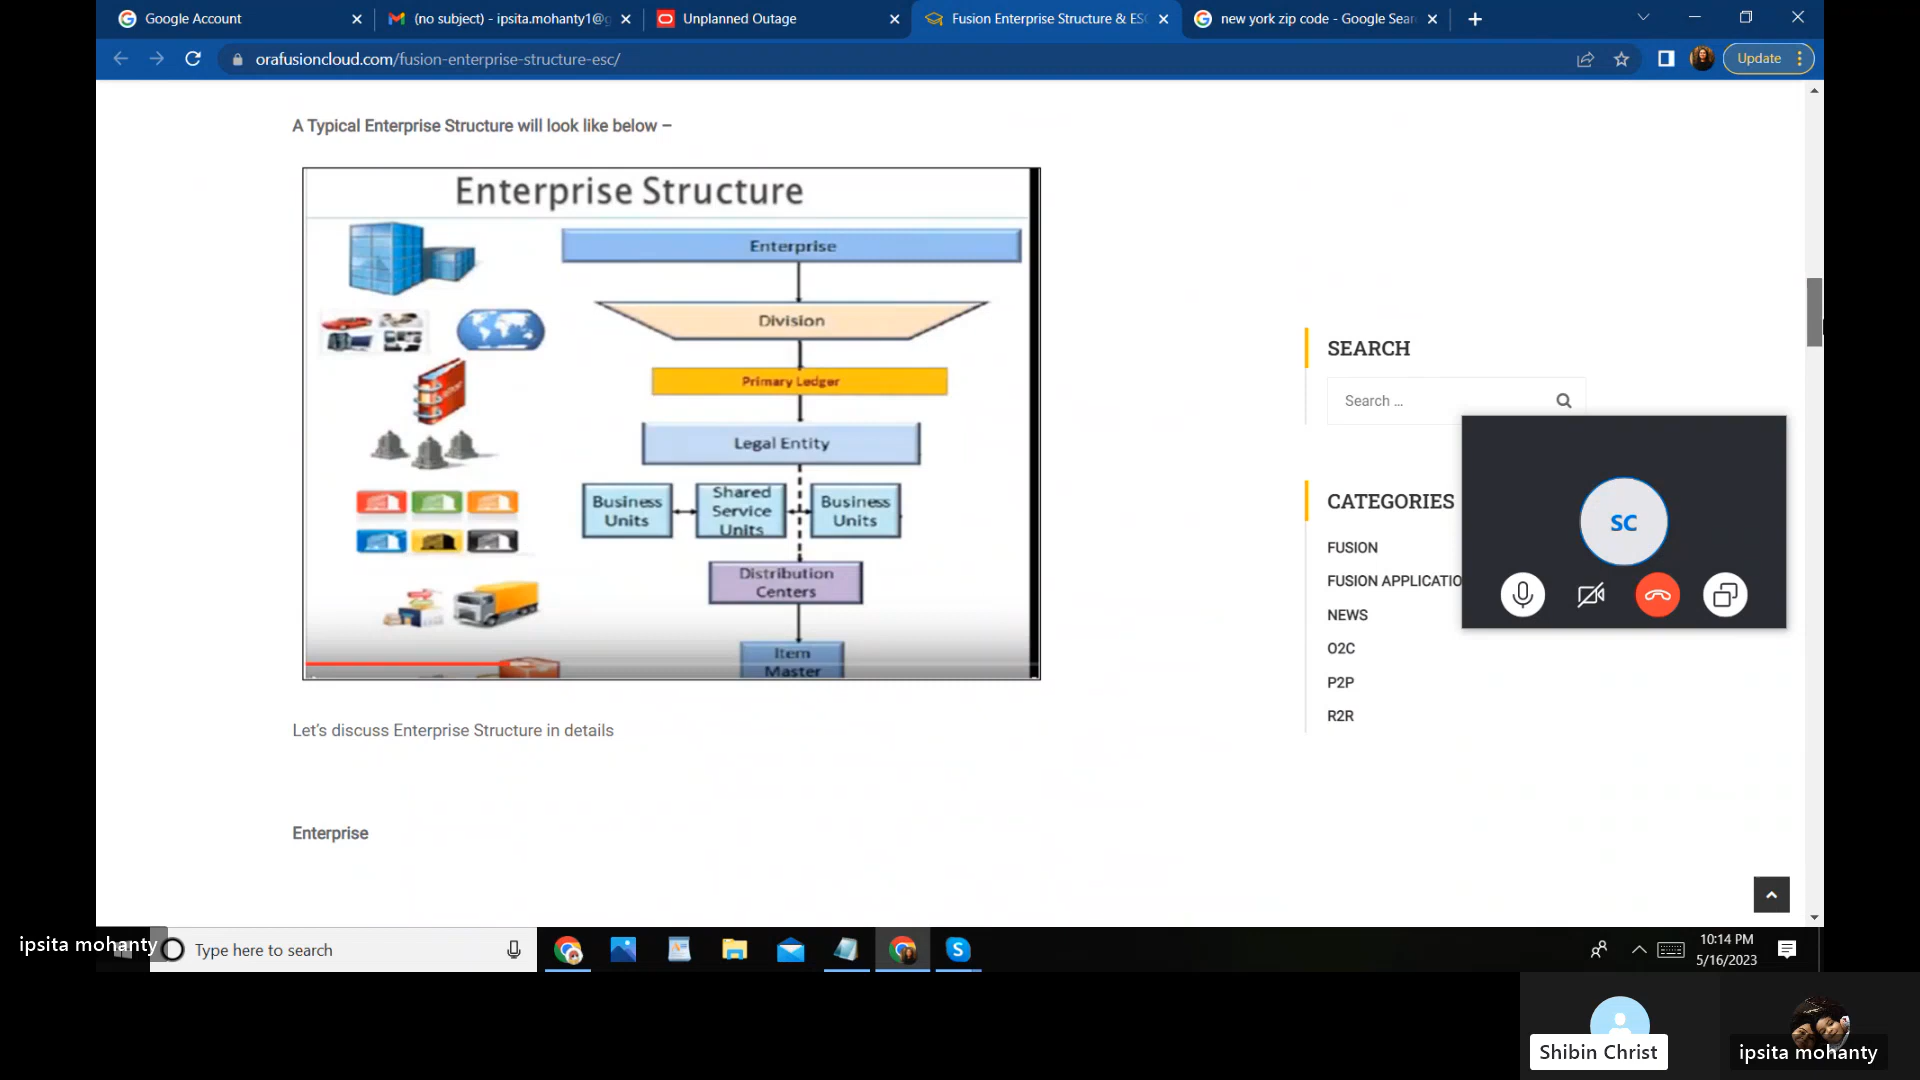 Google Account
(no subject) - ipsita.mohanty1@g
Unplanned Outage
Fusion Enterprise Structure & ESC
new york zip code - Google Sear
orafusioncloud.com/fusion-enterprise-structure-esc/
Update
A Typical Enterprise Structure will look like below –
Enterprise Structure
Enterprise
Division
Primary Ledger
Legal Entity
Business
Units
Shared
Service
Units
Business
Units
Distribution
Centers
Item
Master
Let's discuss Enterprise Structure in details
Enterprise
SEARCH
Search ...
CATEGORIES
FUSION
FUSION APPLICATIO
NEWS
O2C
P2P
R2R
SC
ipsita mohanty
Type here to search
10:14 PM
5/16/2023
Shibin Christ
ipsita mohanty